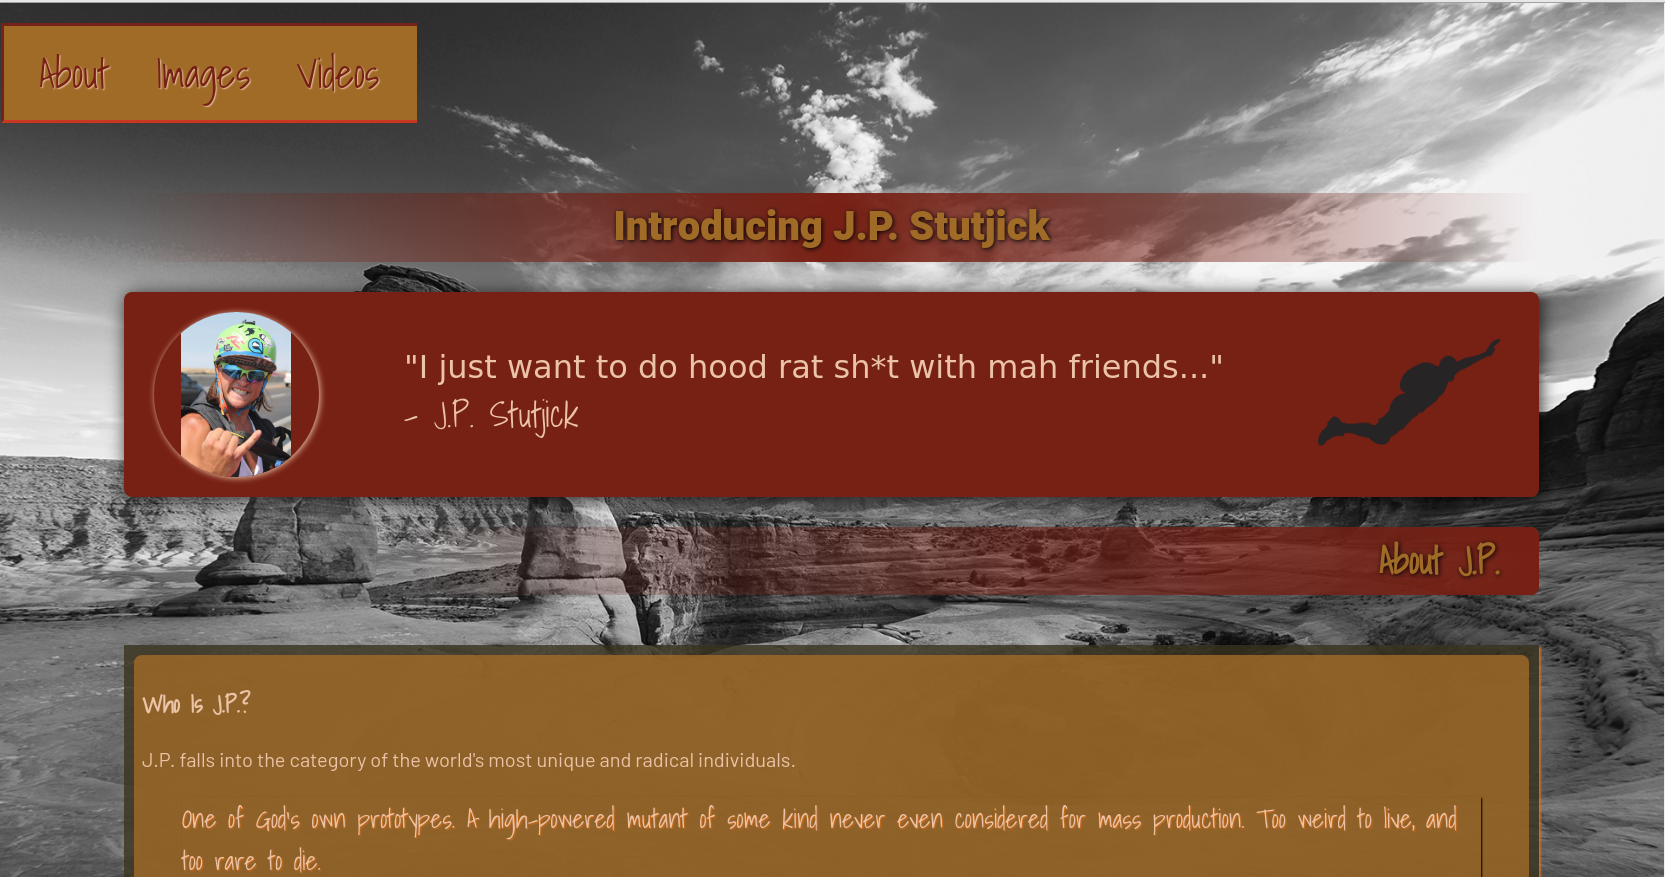 About Images Videos
Introducing J.P. Stutjick
"I just want to do hood rat sh*t with mah friends..."
- J.P. Stutjick
About J.P.
Who Is J.P.?
J.P. falls into the category of the world's most unique and radical individuals.
One of God's own prototypes. A high-powered mutant of some kind never even considered for mass production. Too weird to live, and
too rare to die.